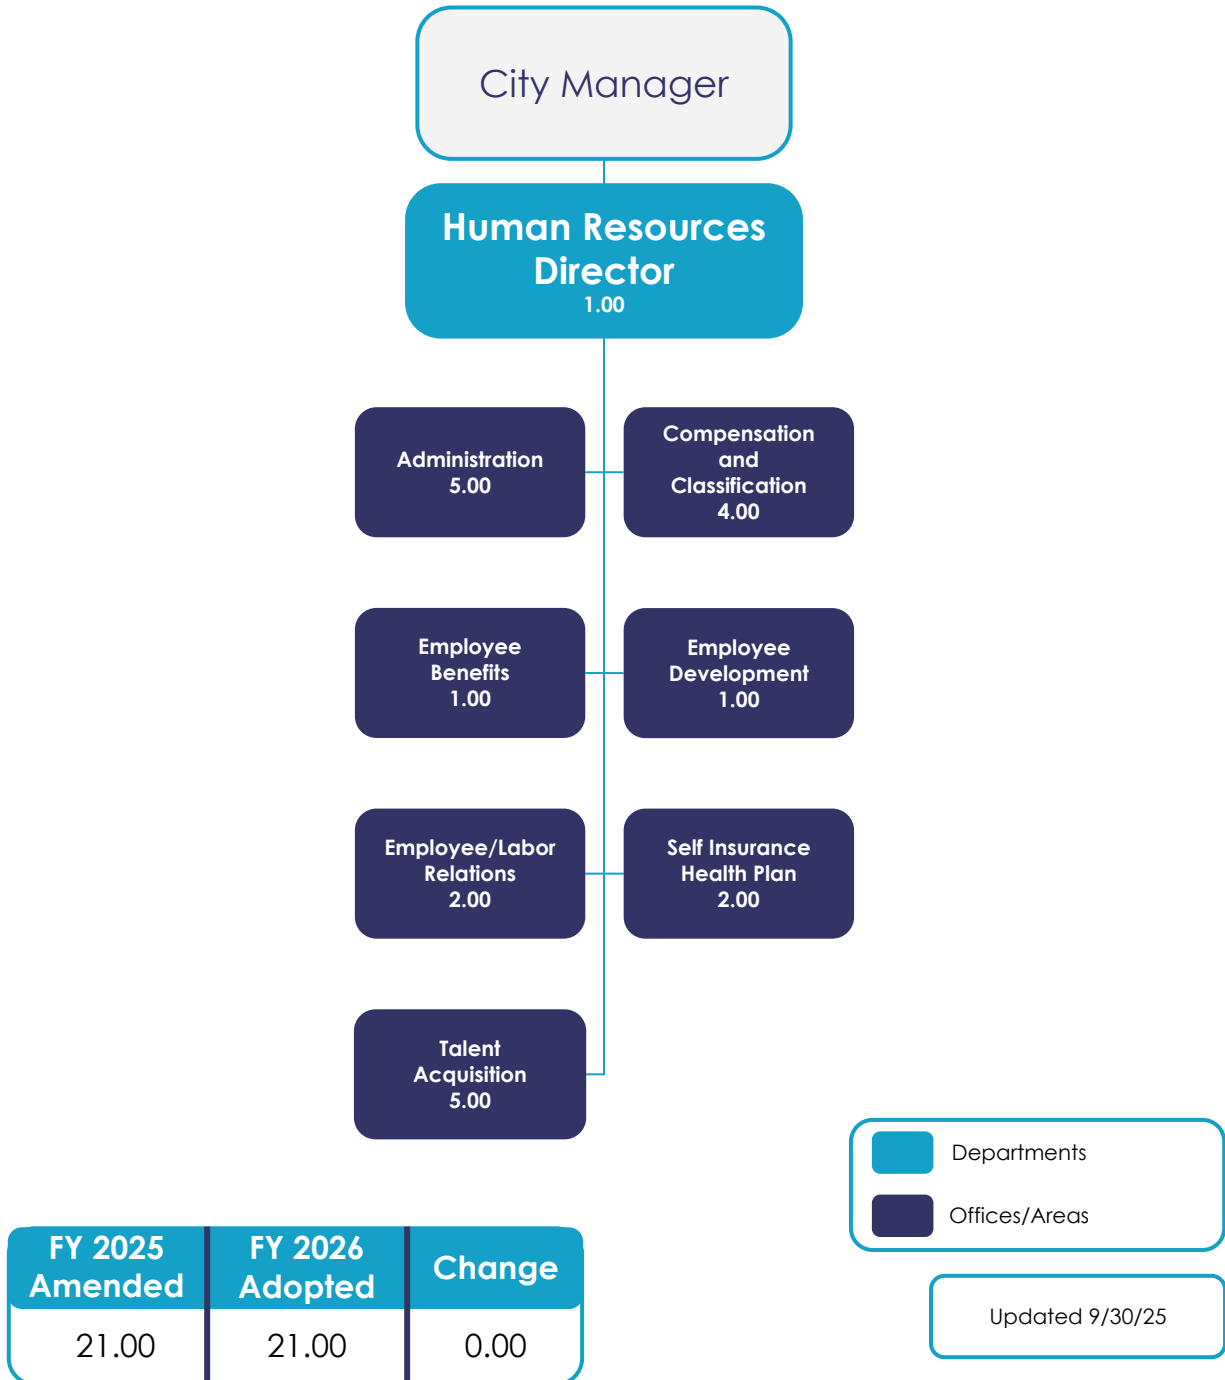 City Manager
Human Resources
Director
1.00
Administration
5.00
Compensation
and
Classification
4.00
Employee
Benefits
1.00
Employee
Development
1.00
Employee/Labor
Relations
2.00
Self Insurance
Health Plan
2.00
Talent
Acquisition
5.00
Departments
Offices/Areas
FY 2025
Amended
FY 2026
Adopted
Change
21.00
21.00
0.00
Updated 9/30/25